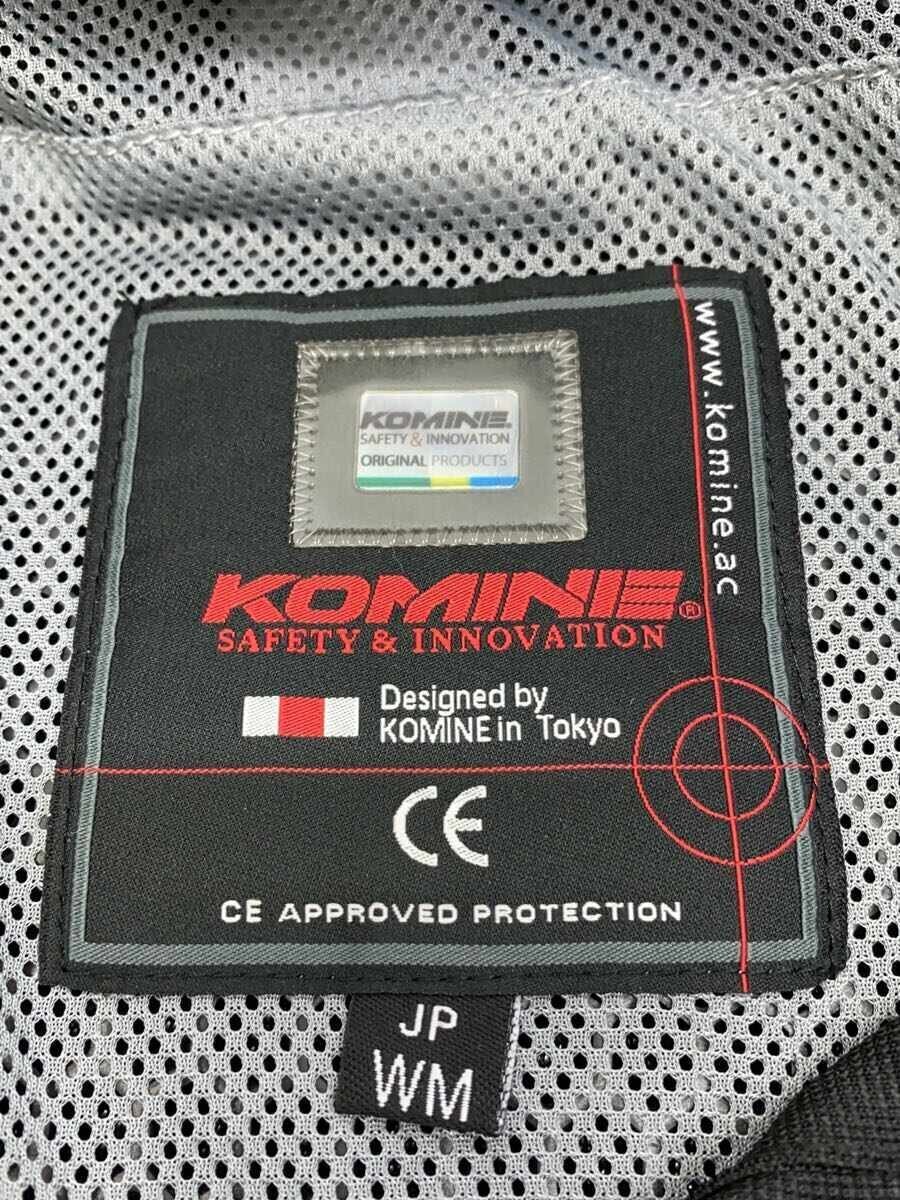 KOMINE
SAFETY & INNOVATION
ORIGINAL PRODUCTS
www.komine.ac
KOMINE®
SAFETY & INNOVATION
Designed by
KOMINE in Tokyo
CE
CE APPROVED PROTECTION
JP
WM